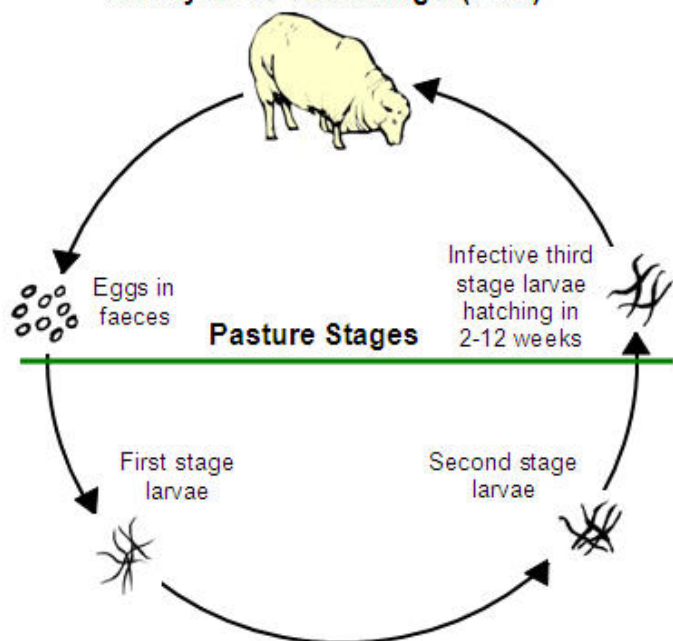 Eggs in
faeces
Infective third
stage larvae
hatching in
2-12 weeks
Pasture Stages
First stage
larvae
Second stage
larvae